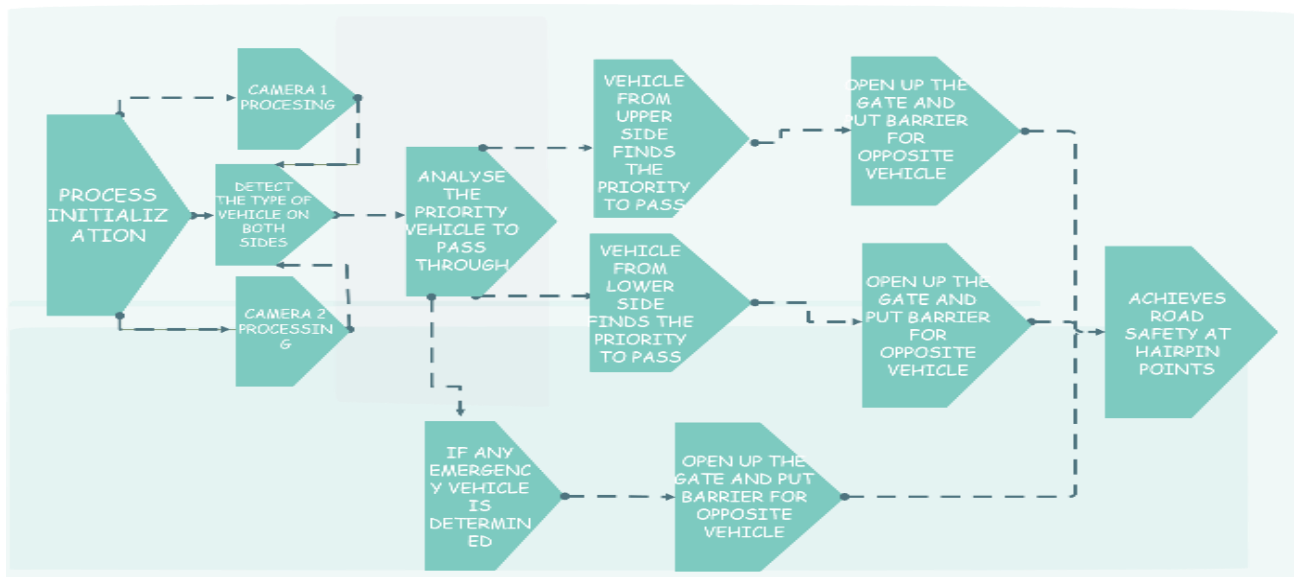 CAMERA 1
PROCESING
PROCESS
INITIALIZ
ATION
DETECT
THE TYPE OF
VEHICLE ON
BOTH
SIDES
CAMERA 2
PROCESSIN
G
ANALYSE
THE
PRIORITY
VEHICLE TO
PASS
THROUGH
VEHICLE
FROM
UPPER
SIDE
FINDS
THE
PRIORITY
TO PASS
OPEN UP THE
GATE AND
PUT BARRIER
FOR
OPPOSITE
VEHICLE
VEHICLE
FROM
LOWER
SIDE
FINDS THE
PRIORITY
TO PASS
OPEN UP THE
GATE AND
PUT BARRIER
FOR
OPPOSITE
VEHICLE
IF ANY
EMERGENC
Y VEHICLE
IS
DETERMIN
ED
OPEN UP THE
GATE AND PUT
BARRIER FOR
OPPOSITE
VEHICLE
ACHIEVES
ROAD
SAFETY AT
HAIRPIN
POINTS